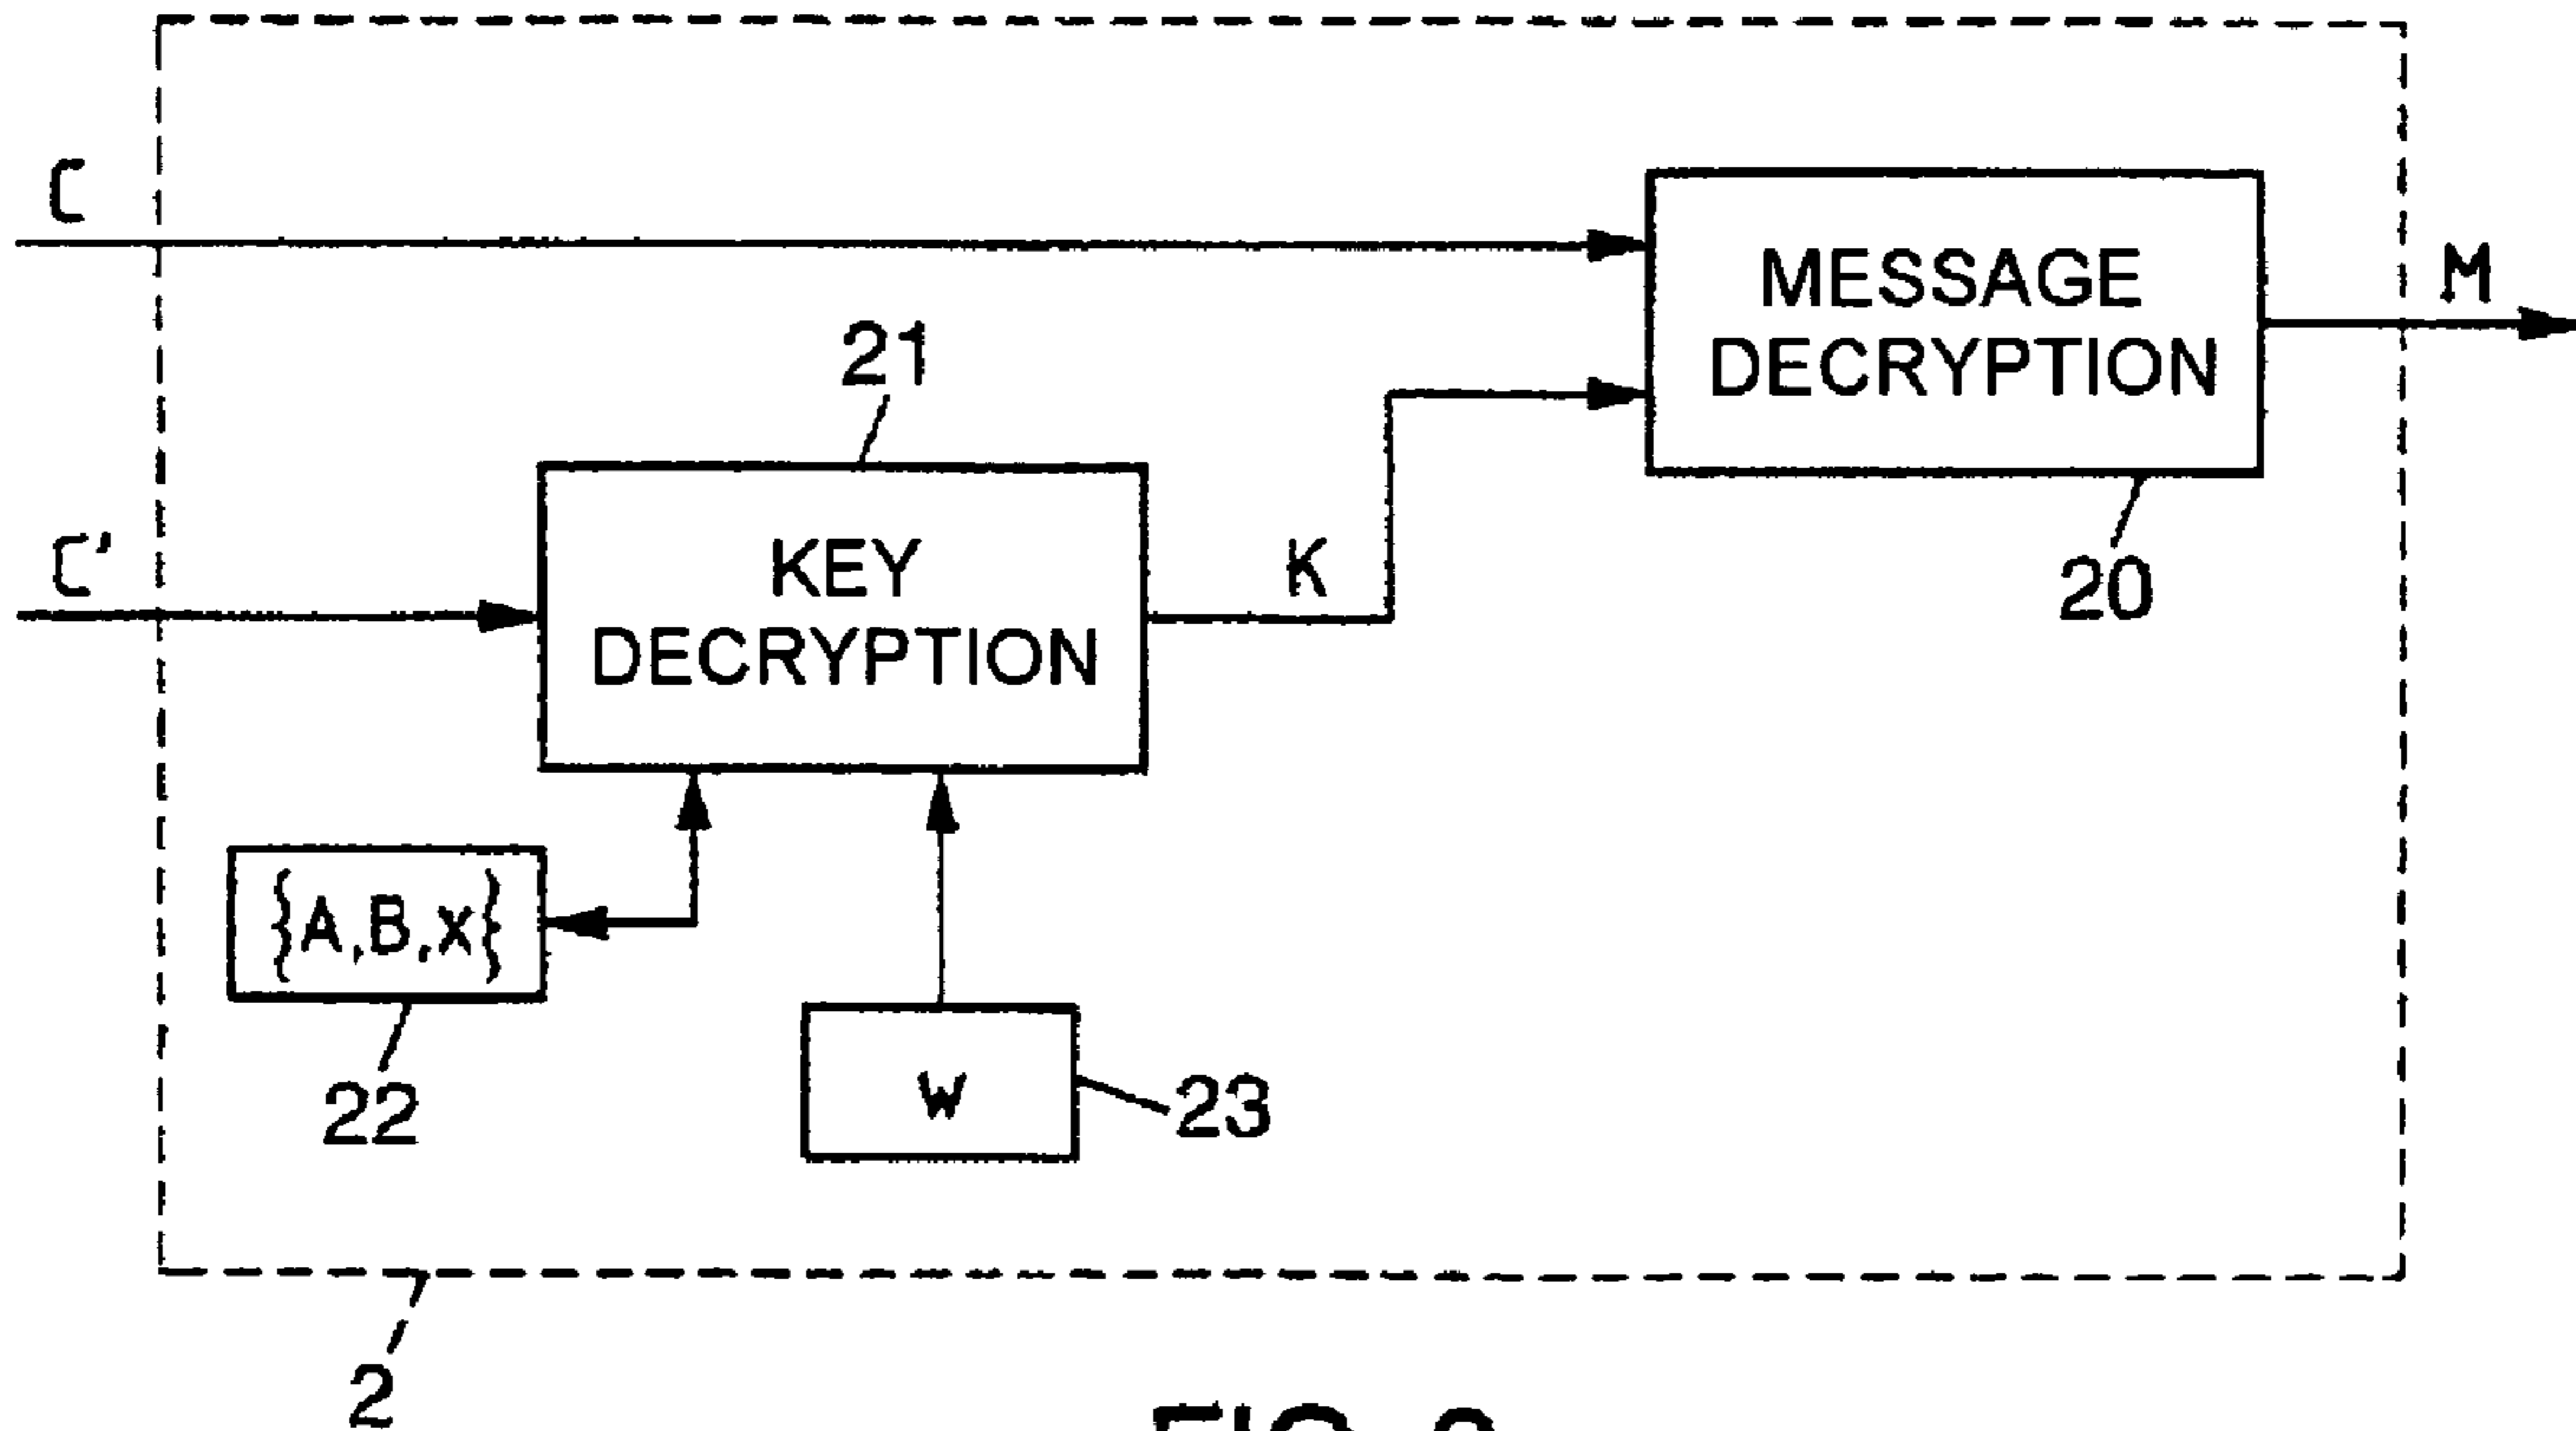 C
MESSAGE
DECRYPTION
M
20
21
C'
KEY
DECRYPTION
K
{A,B,x}
22
W
23
2